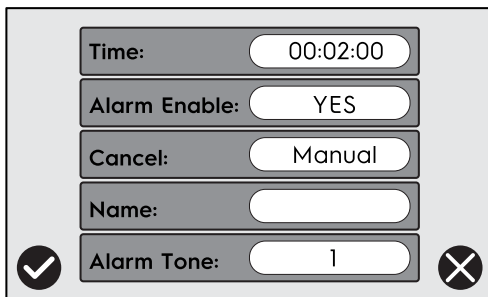 Time: 00:02:00
Alarm Enable: YES
Cancel: Manual
Name:
Alarm Tone: 1